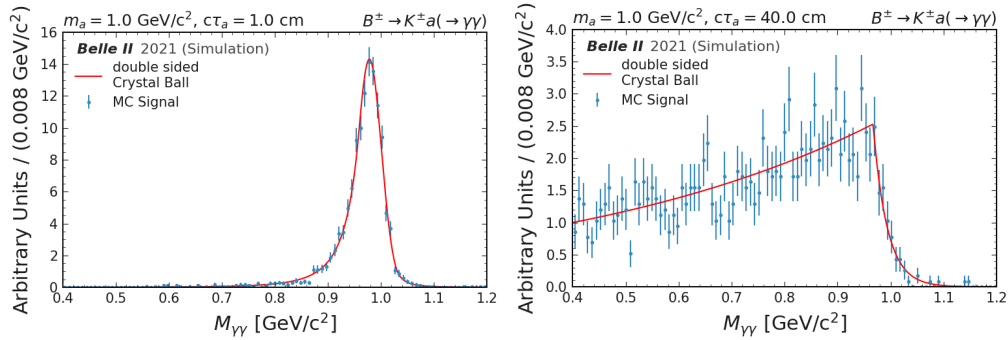 m_a = 1.0 GeV/c², cτ_a = 1.0 cm B^± → K^±a(→ γγ)
Belle II 2021 (Simulation)
double sided
Crystal Ball
MC Signal
Arbitrary Units / (0.008 GeV/c²)
16
14
12
10
8
6
4
2
0
0.4 0.5 0.6 0.7 0.8 0.9 1.0 1.1 1.2
M_γγ [GeV/c²]
m_a = 1.0 GeV/c², cτ_a = 40.0 cm B^± → K^±a(→ γγ)
Belle II 2021 (Simulation)
double sided
Crystal Ball
MC Signal
Arbitrary Units / (0.008 GeV/c²)
4.0
3.5
3.0
2.5
2.0
1.5
1.0
0.5
0.0
0.4 0.5 0.6 0.7 0.8 0.9 1.0 1.1 1.2
M_γγ [GeV/c²]